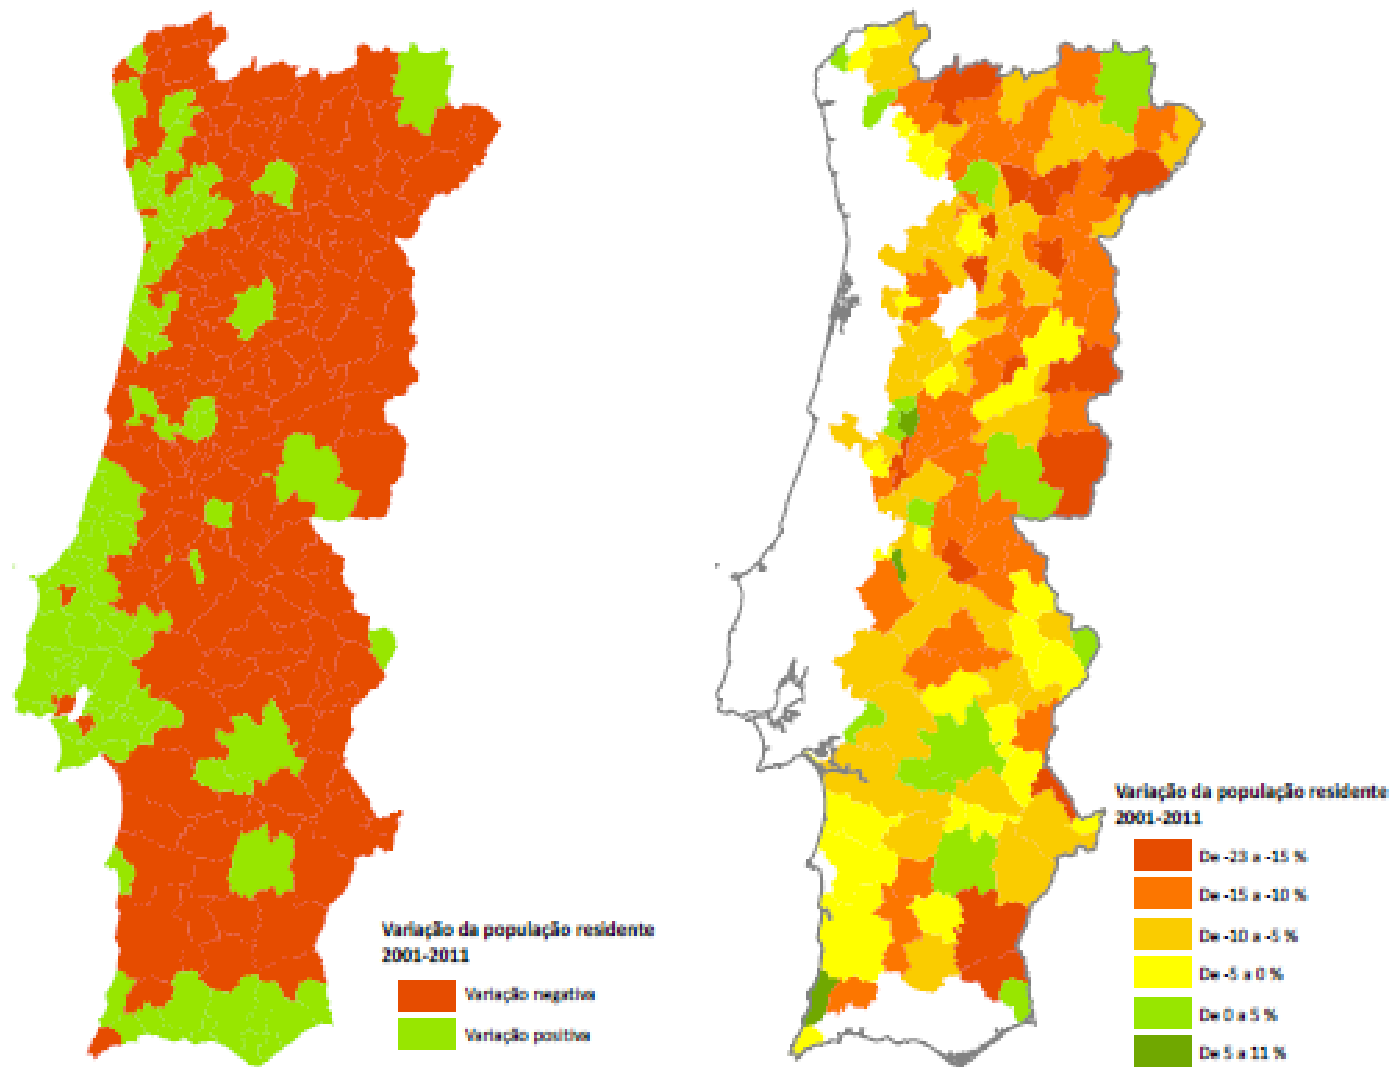 Variação da população residente
2001-2011
Variação negativa
Variação positiva
Variação da população residente
2001-2011
De -23 a -15 %
De -15 a -10 %
De -10 a -5 %
De -5 a 0 %
De 0 a 5 %
De 5 a 11 %